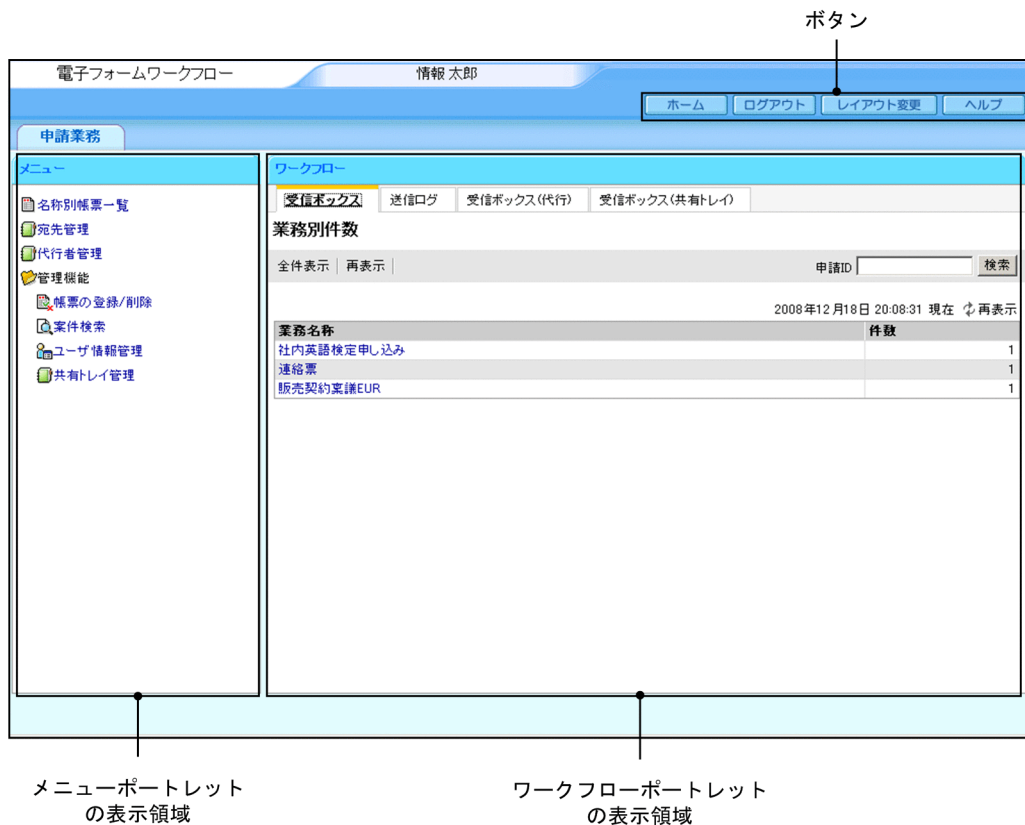 ボタン
電子フォームワークフロー 情報 太郎
ホーム ログアウト レイアウト変更 ヘルプ
申請業務
メニュー
名称別帳票一覧
宛先管理
代行者管理
管理機能
帳票の登録/削除
案件検索
ユーザ情報管理
共有トレイ管理
ワークフロー
受信ボックス 送信ログ 受信ボックス(代行) 受信ボックス(共有トレイ)
業務別件数
全件表示 再表示 申請ID 検索
2008年12月18日 20:08:31 現在 再表示
業務名称 件数
社内英語検定申し込み 1
連絡票 1
販売契約稟議EUR 1
メニューポートレット
の表示領域
ワークフローポートレット
の表示領域